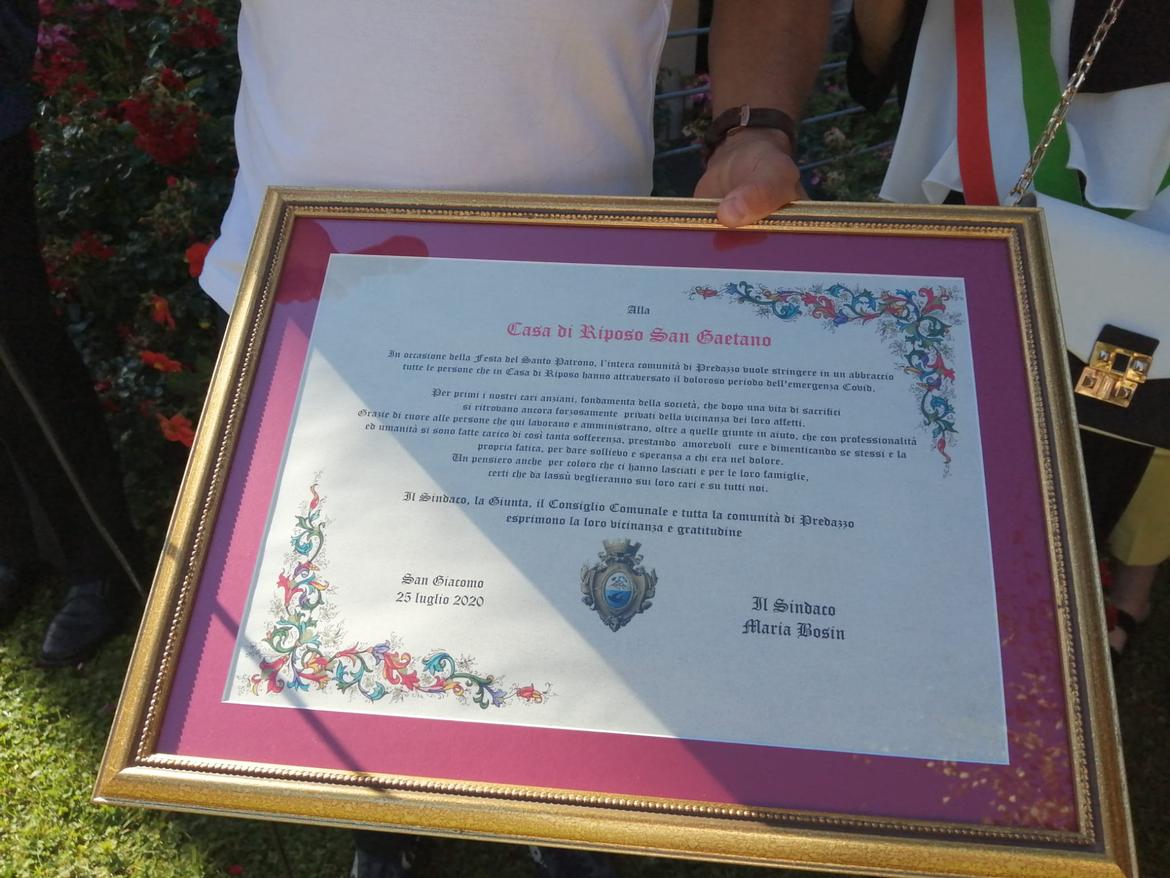 Alla
Casa di Riposo San Gaetano
In occasione della Festa del Santo Patrono, l'intera comunità di Predazzo vuole stringere in un abbraccio
tutte le persone che in Casa di Riposo hanno attraversato il doloroso periodo dell'emergenza Covid.
Per primi i nostri cari anziani, fondamenta della società, che dopo una vita di sacrifici
si ritrovano ancora forzosamente privati della vicinanza dei loro affetti.
Grazie di cuore alle persone che qui lavorano e amministrano, oltre a quelle giunte in aiuto, che con professionalità
ed umanità si sono fatte carico di così tanta sofferenza, prestando amorevoli cure e dimenticando se stessi e la
propria fatica, per dare sollievo e speranza a chi era nel dolore.
Un pensiero anche per coloro che ci hanno lasciati e per le loro famiglie,
certi che da lassù veglieranno sui loro cari e su tutti noi.
Il Sindaco, la Giunta, il Consiglio Comunale e tutta la comunità di Predazzo
esprimono la loro vicinanza e gratitudine
San Giacomo
25 luglio 2020
Il Sindaco
Maria Bosin